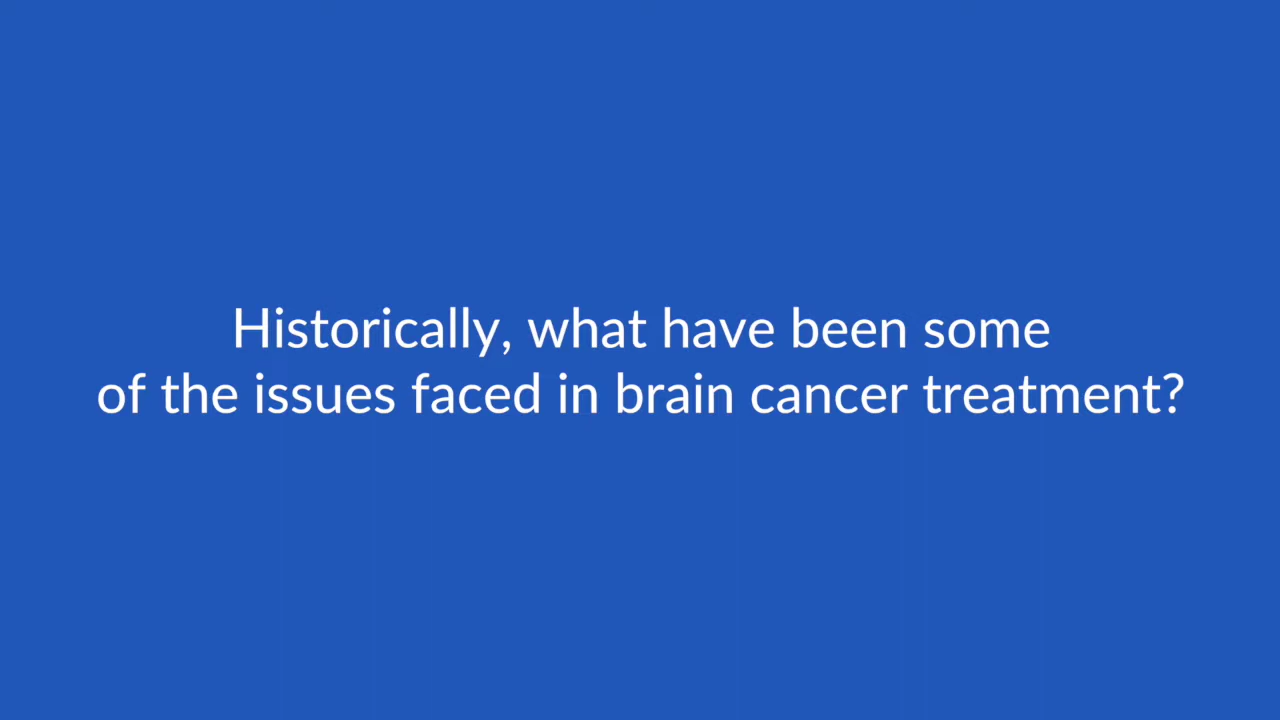 Historically, what have been some
of the issues faced in brain cancer treatment?